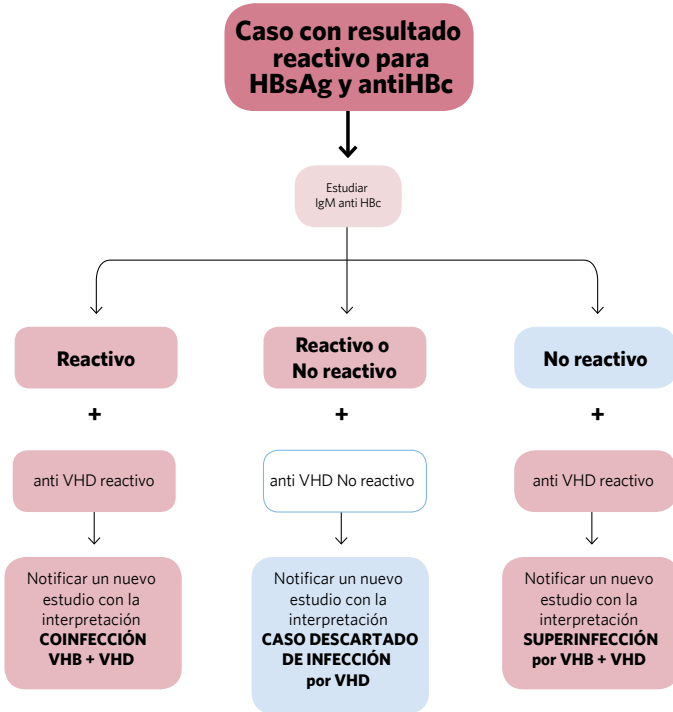 Caso con resultado
reactivo para
HBsAg y antiHBc
Estudiar
IgM anti HBc
Reactivo
+
anti VHD reactivo
Notificar un nuevo
estudio con la
interpretación
COINFECCIÓN
VHB + VHD
Reactivo o
No reactivo
+
anti VHD No reactivo
Notificar un nuevo
estudio con la
interpretación
CASO DESCARTADO
DE INFECCIÓN
por VHD
No reactivo
+
anti VHD reactivo
Notificar un nuevo
estudio con la
interpretación
SUPERINFECCIÓN
por VHB + VHD